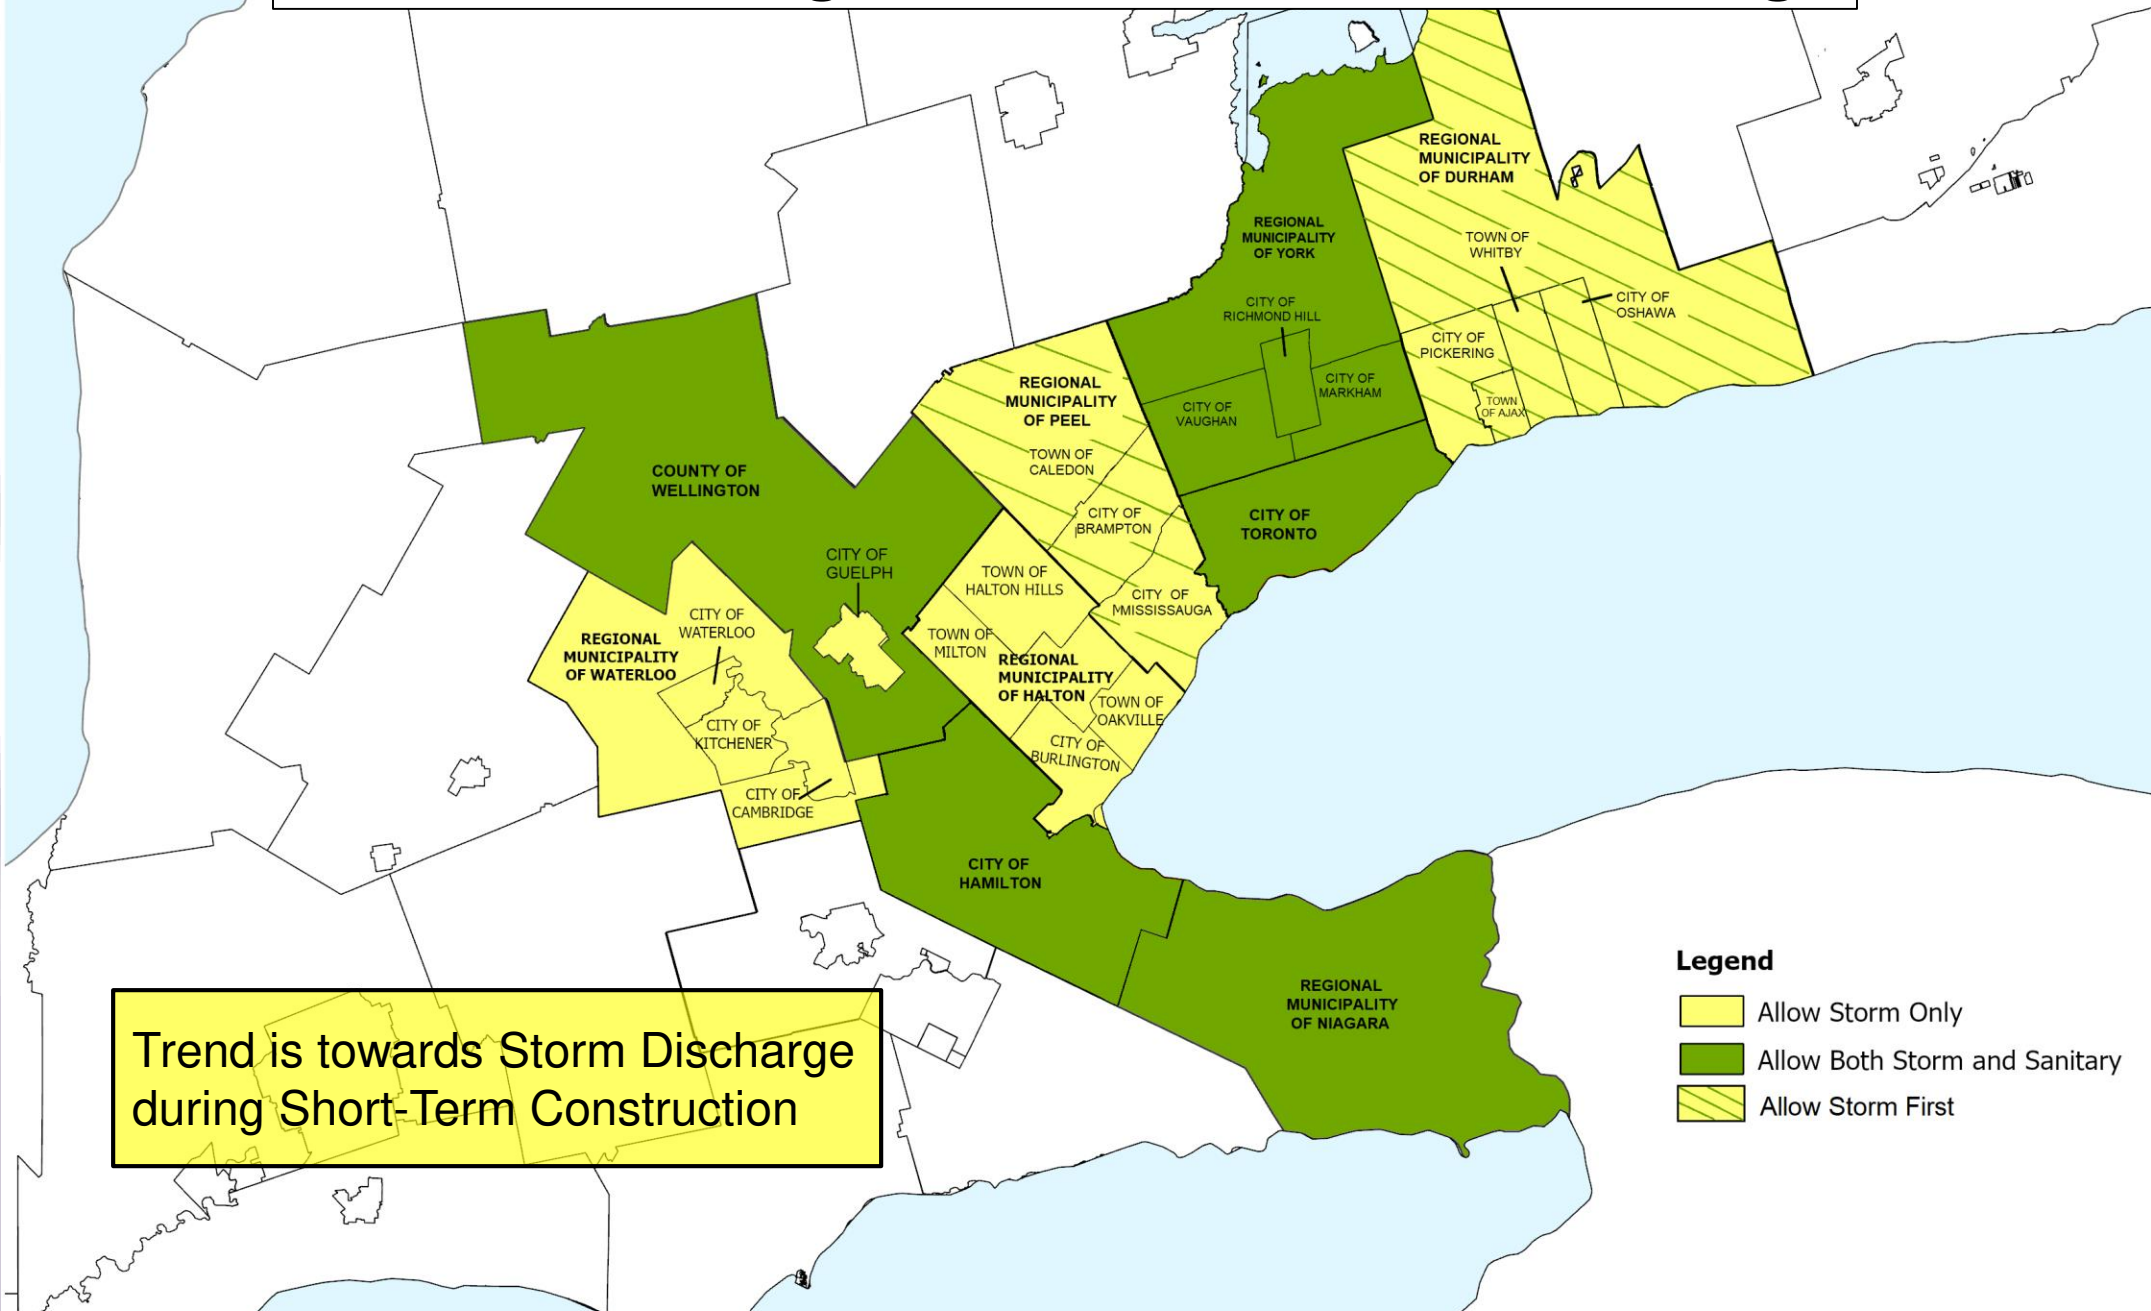 REGIONAL
MUNICIPALITY
OF DURHAM
REGIONAL
MUNICIPALITY
OF YORK
TOWN OF
WHITBY
CITY OF
OSHAWA
CITY OF
RICHMOND HILL
CITY OF
PICKERING
CITY OF
MARKHAM
TOWN
OF AJAX
CITY OF
VAUGHAN
REGIONAL
MUNICIPALITY
OF PEEL
TOWN OF
CALEDON
COUNTY OF
WELLINGTON
CITY OF
BRAMPTON
CITY OF
TORONTO
CITY OF
GUELPH
TOWN OF
HALTON HILLS
CITY OF
MMISSISSAUGA
CITY OF
WATERLOO
REGIONAL
MUNICIPALITY
OF WATERLOO
TOWN OF
MILTON
REGIONAL
MUNICIPALITY
OF HALTON
TOWN OF
OAKVILLE
CITY OF
KITCHENER
CITY OF
BURLINGTON
CITY OF
CAMBRIDGE
CITY OF
HAMILTON
REGIONAL
MUNICIPALITY
OF NIAGARA
Trend is towards Storm Discharge
during Short-Term Construction
Legend
Allow Storm Only
Allow Both Storm and Sanitary
Allow Storm First